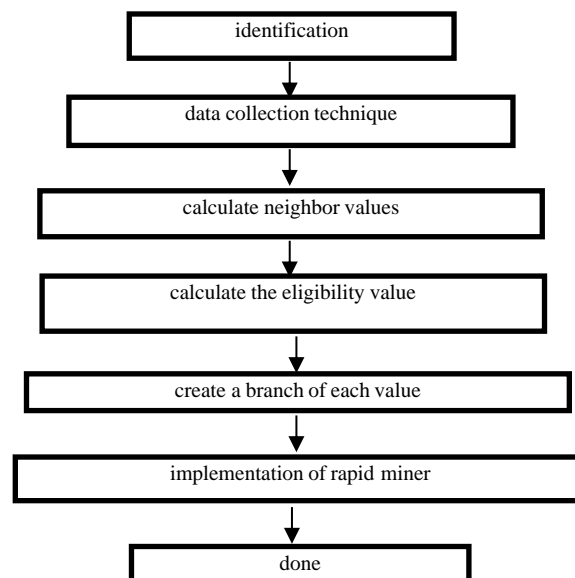 identification
data collection technique
calculate neighbor values
calculate the eligibility value
create a branch of each value
implementation of rapid miner
done